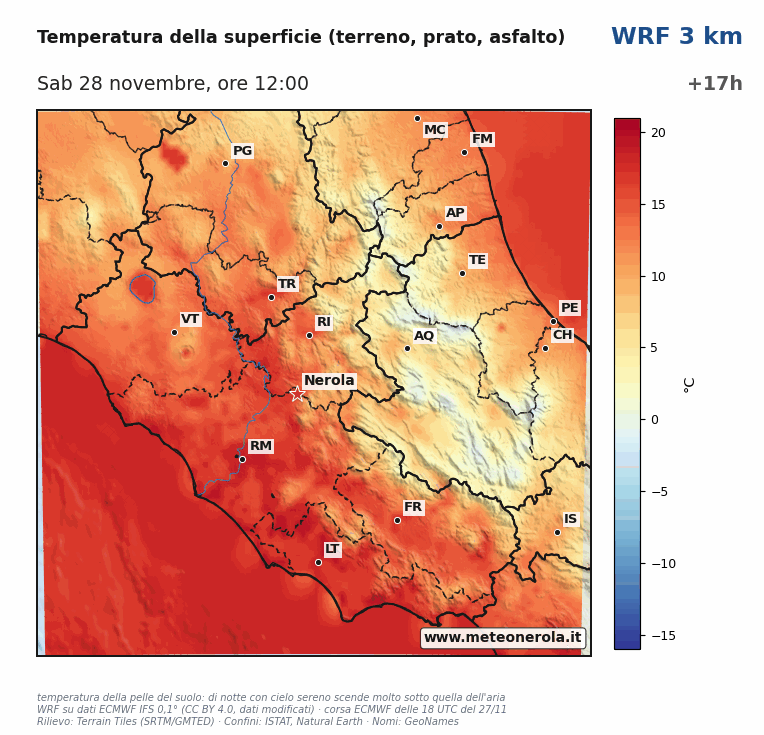 Temperatura della superficie (terreno, prato, asfalto)
WRF 3 km
Sab 28 novembre, ore 12:00
+17h
MC
FM
PG
AP
TE
TR
PE
VT
RI
AQ
CH
Nerola
RM
FR
IS
LT
www.meteonerola.it
20
15
10
5
0
−5
−10
−15
°C
temperatura della pelle del suolo: di notte con cielo sereno scende molto sotto quella dell'aria
WRF su dati ECMWF IFS 0,1° (CC BY 4.0, dati modificati) · corsa ECMWF delle 18 UTC del 27/11
Rilievo: Terrain Tiles (SRTM/GMTED) · Confini: ISTAT, Natural Earth · Nomi: GeoNames